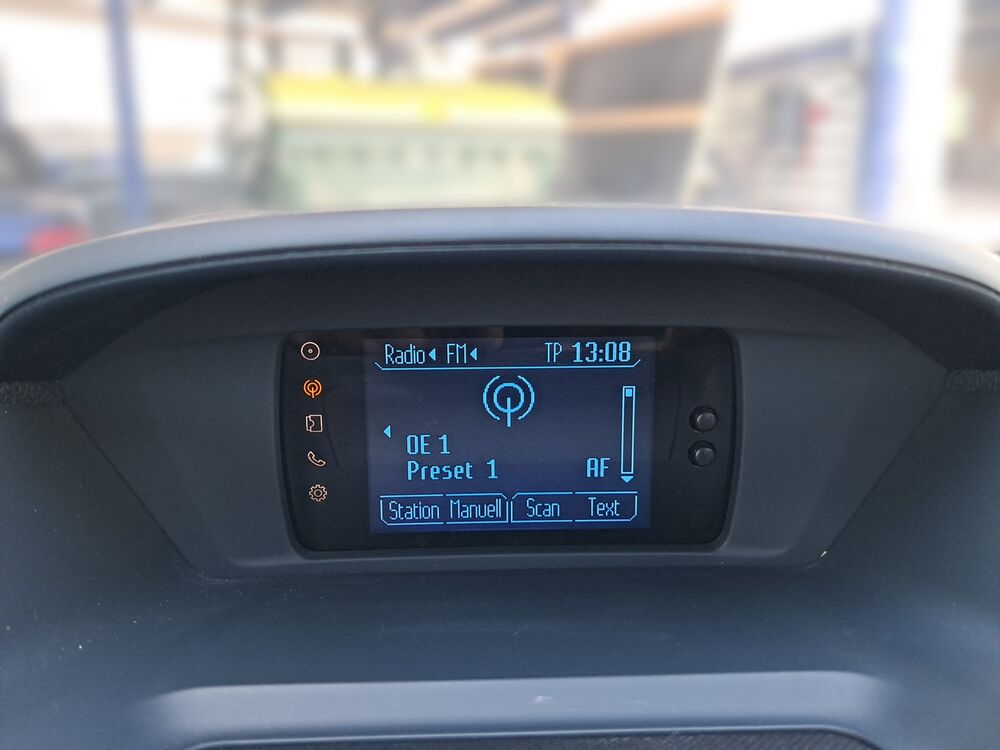 Radio FM TP 13:08
OE 1
Preset 1 AF
Station Manuell Scan Text